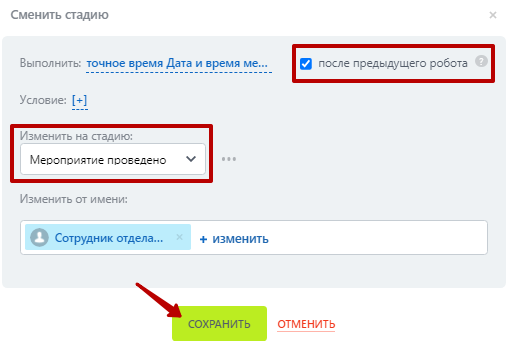 Сменить стадию
Выполнить: точное время Дата и время ме... после предыдущего робота ?
Условие: [+]
Изменить на стадию:
Мероприятие проведено ...
Изменить от имени:
Сотрудник отдела... × + изменить
СОХРАНИТЬ ОТМЕНИТЬ